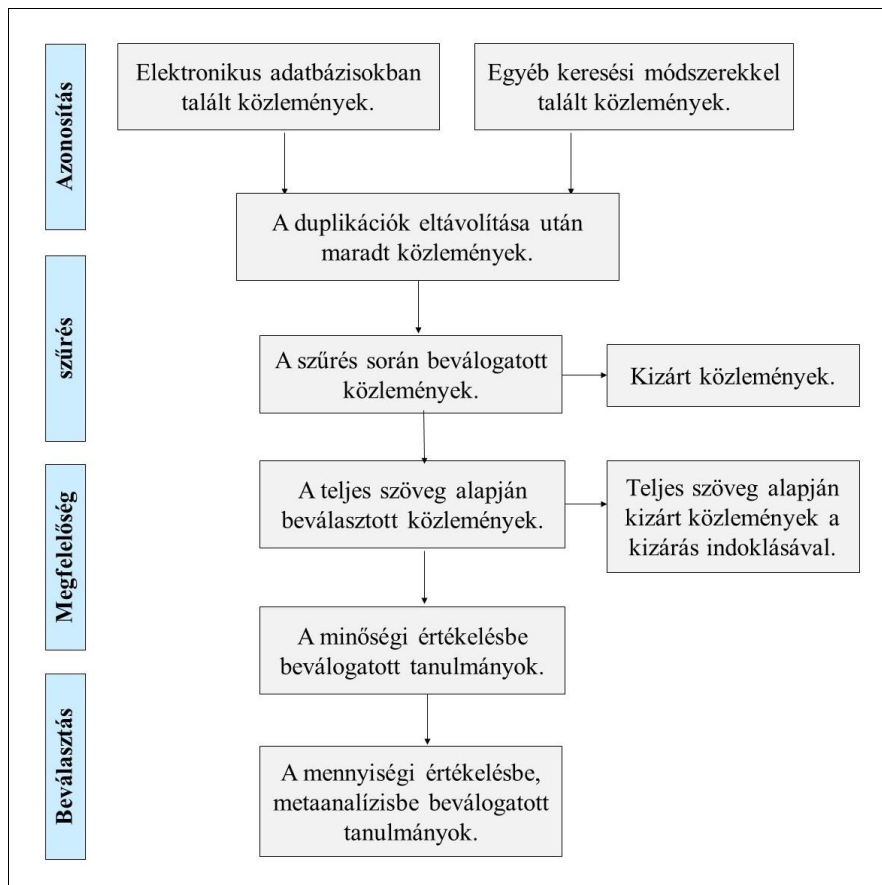 Azonosítás
Elektronikus adatbázisokban
talált közlemények.
Egyéb keresési módszerekkel
talált közlemények.
A duplikációk eltávolítása után
maradt közlemények.
szűrés
A szűrés során beválogatott
közlemények.
Kizárt közlemények.
Megfelelőség
A teljes szöveg alapján
beválasztott közlemények.
Teljes szöveg alapján
kizárt közlemények a
kizárás indoklásával.
A minőségi értékelésbe
beválogatott tanulmányok.
Beválasztás
A mennyiségi értékelésbe,
metaanalízisbe beválogatott
tanulmányok.